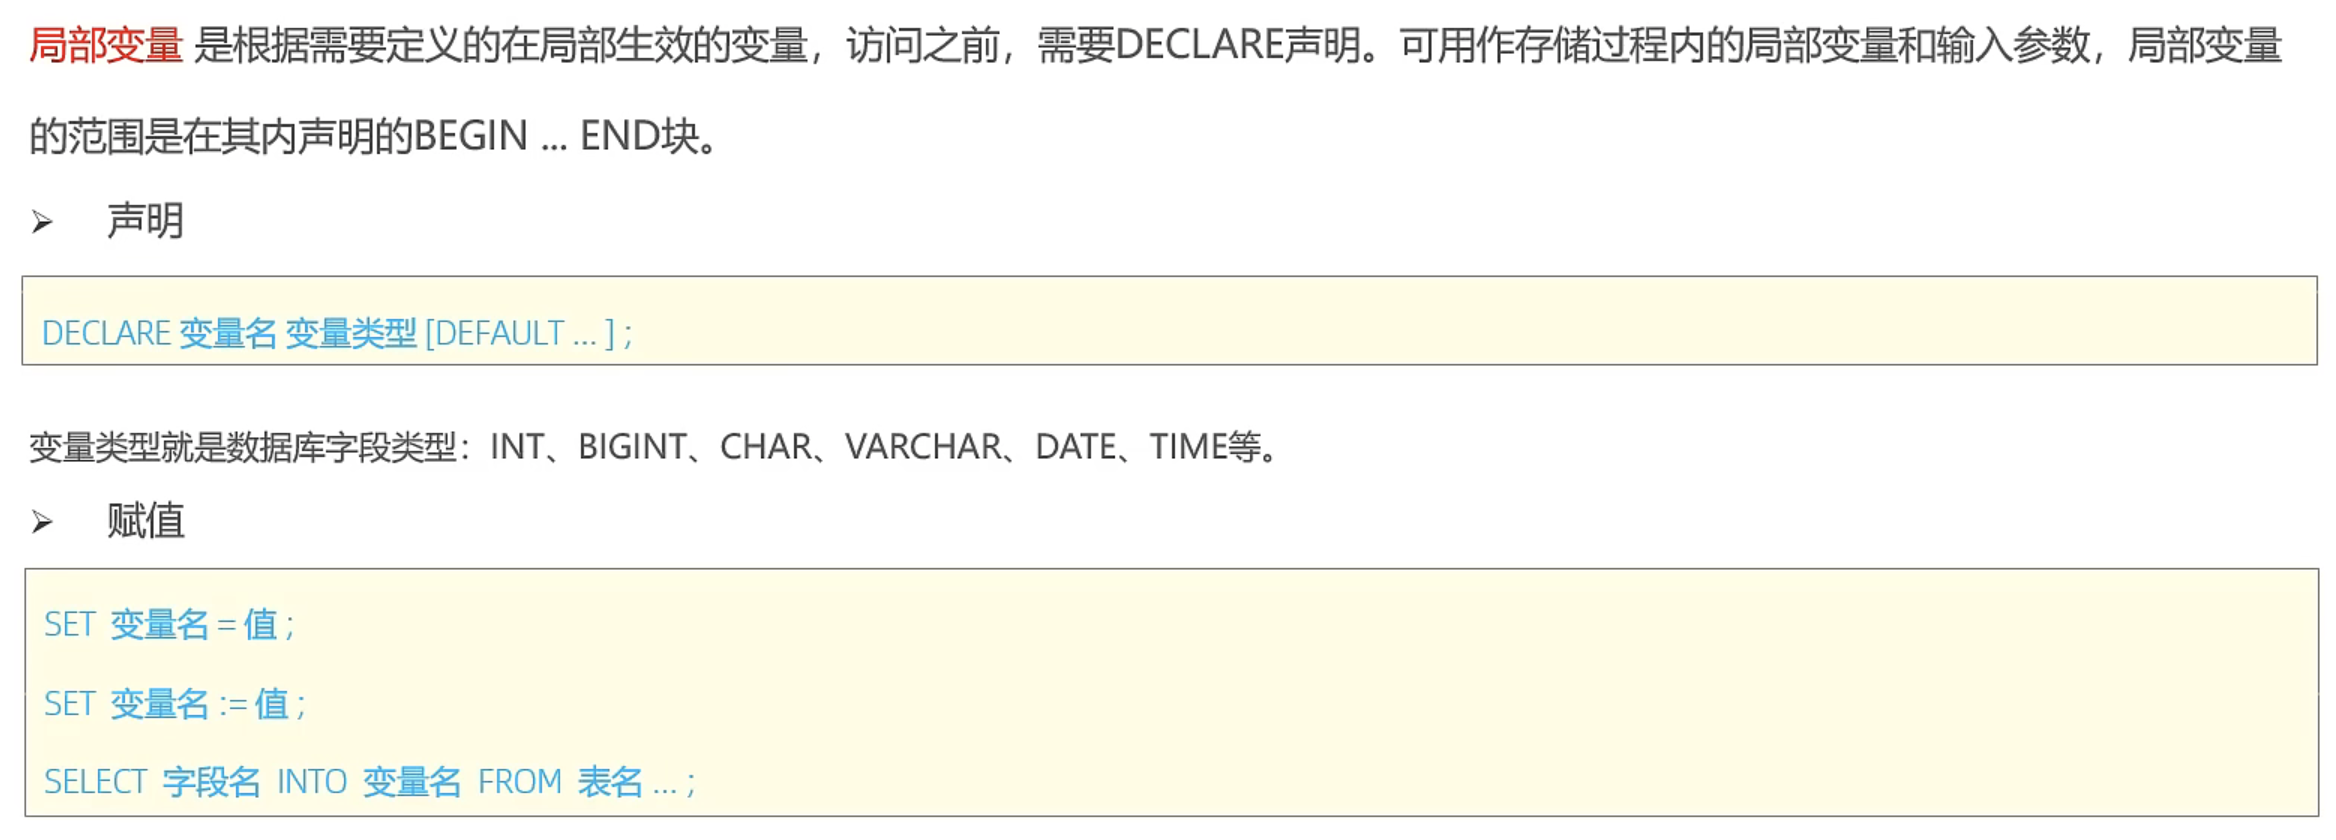 局部变量 是根据需要定义的在局部生效的变量，访问之前，需要DECLARE声明。可用作存储过程内的局部变量和输入参数，局部变量
的范围是在其内声明的BEGIN ... END块。
➢ 声明
DECLARE 变量名 变量类型 [DEFAULT ... ] ;
变量类型就是数据库字段类型：INT、BIGINT、CHAR、VARCHAR、DATE、TIME等。
➢ 赋值
SET 变量名 = 值 ;
SET 变量名 := 值 ;
SELECT 字段名 INTO 变量名 FROM 表名 ... ;